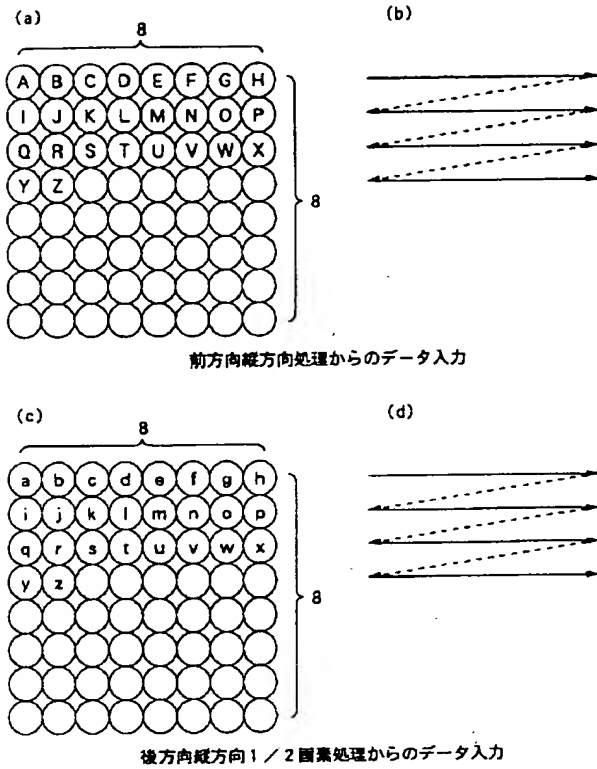 (a)
(b)
8
A B C D E F G H
I J K L M N O P
Q R S T U V W X
Y Z
8
前方向縦方向処理からのデータ入力
(c)
(d)
8
a b c d e f g h
i j k l m n o p
q r s t u v w x
y z
8
後方向縦方向1/2画素処理からのデータ入力